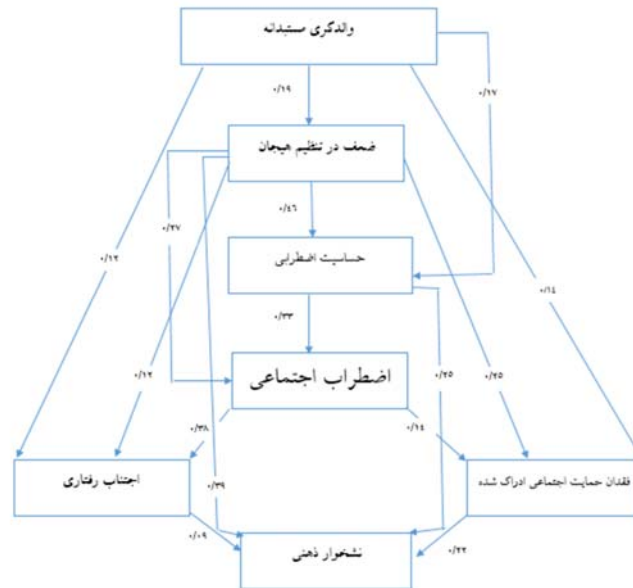 والدگری مستبدانه
۰/۱۹
۰/۱۷
ضعف در تنظیم هیجان
۰/۲۷
۰/۴۶
۰/۱۲
حساسیت اضطرابی
۰/۱۴
۰/۳۳
اضطراب اجتماعی
۰/۱۲
۰/۲۵
۰/۲۵
۰/۳۸
۰/۱۴
اجتناب رفتاری
۰/۳۹
فقدان حمایت اجتماعی ادراک شده
۰/۰۹
نشخوار ذهنی
۰/۲۲